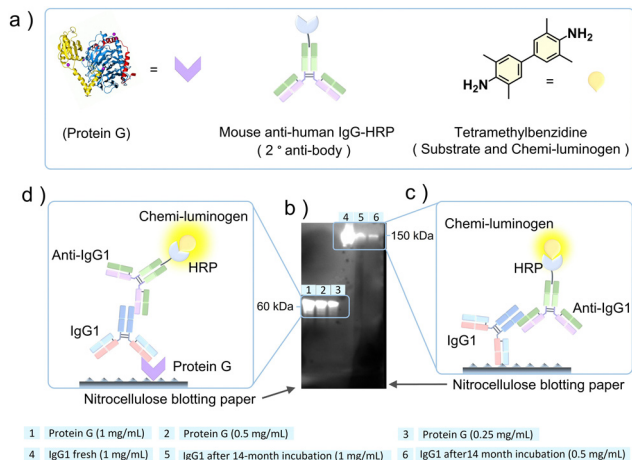 a )
(Protein G)
=
Mouse anti-human IgG-HRP
( 2 ° anti-body )
NH₂
NH₂
=
Tetramethylbenzidine
( Substrate and Chemi-luminogen )
d )
Chemi-luminogen
Anti-IgG1
HRP
IgG1
Protein G
Nitrocellulose blotting paper
b )
4 5 6
150 kDa
1 2 3
60 kDa
c )
Chemi-luminogen
HRP
Anti-IgG1
IgG1
Nitrocellulose blotting paper
1 Protein G (1 mg/mL) 2 Protein G (0.5 mg/mL) 3 Protein G (0.25 mg/mL)
4 IgG1 fresh (1 mg/mL) 5 IgG1 after 14-month incubation (1 mg/mL) 6 IgG1 after14 month incubation (0.5 mg/mL)